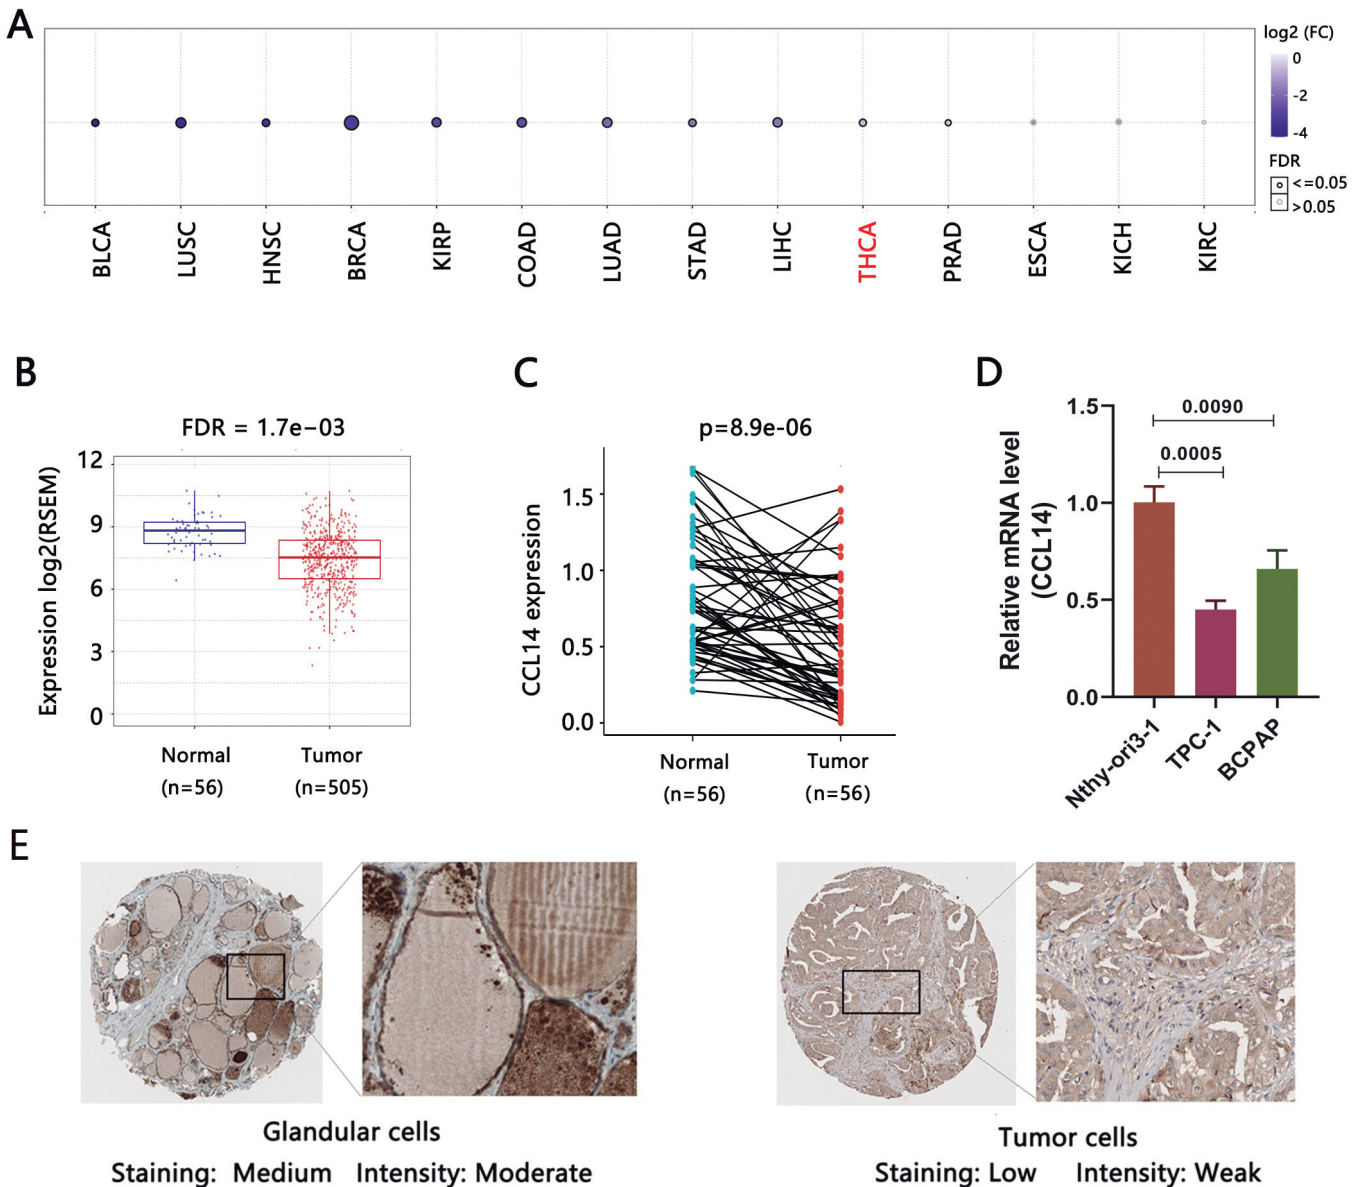 A
log2 (FC)
0
-2
-4
FDR
<=0.05
>0.05
BLCA
LUSC
HNSC
BRCA
KIRP
COAD
LUAD
STAD
LIHC
THCA
PRAD
ESCA
KICH
KIRC
B
FDR = 1.7e−03
Expression log2(RSEM)
12
9
6
3
0
Normal
(n=56)
Tumor
(n=505)
C
p=8.9e-06
CCL14 expression
1.5
1.0
0.5
0.0
Normal
(n=56)
Tumor
(n=56)
D
Relative mRNA level
(CCL14)
1.5
1.0
0.5
0.0
0.0090
0.0005
Nthy-ori3-1
TPC-1
BCPAP
E
Glandular cells
Staining: Medium Intensity: Moderate
Tumor cells
Staining: Low Intensity: Weak